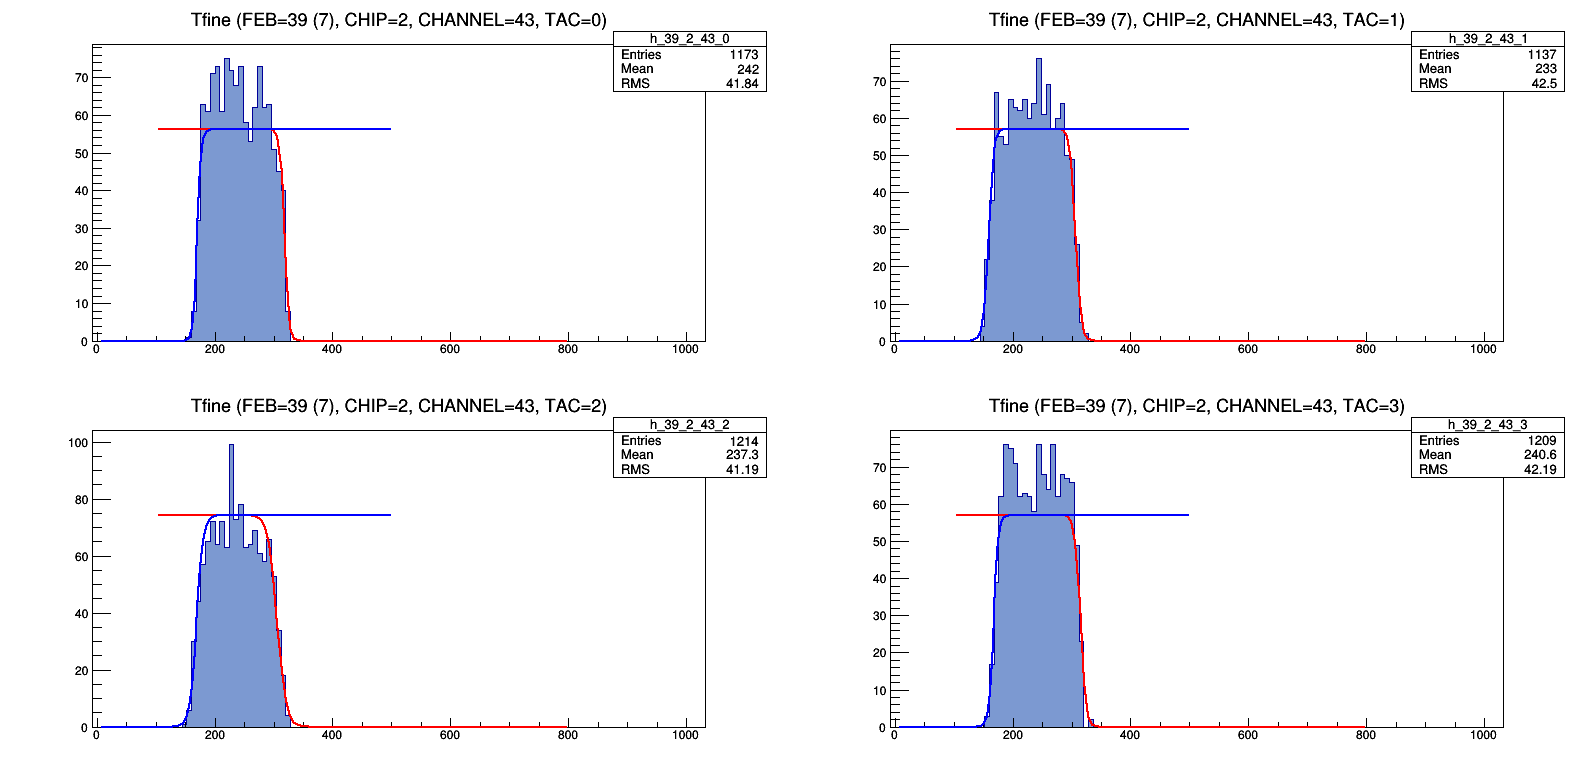 Tfine (FEB=39 (7), CHIP=2, CHANNEL=43, TAC=0)
h_39_2_43_0
Entries 1173
Mean 242
RMS 41.84
70
60
50
40
30
20
10
0
0 200 400 600 800 1000
Tfine (FEB=39 (7), CHIP=2, CHANNEL=43, TAC=1)
h_39_2_43_1
Entries 1137
Mean 233
RMS 42.5
70
60
50
40
30
20
10
0
0 200 400 600 800 1000
Tfine (FEB=39 (7), CHIP=2, CHANNEL=43, TAC=2)
h_39_2_43_2
Entries 1214
Mean 237.3
RMS 41.19
100
80
60
40
20
0
0 200 400 600 800 1000
Tfine (FEB=39 (7), CHIP=2, CHANNEL=43, TAC=3)
h_39_2_43_3
Entries 1209
Mean 240.6
RMS 42.19
70
60
50
40
30
20
10
0
0 200 400 600 800 1000